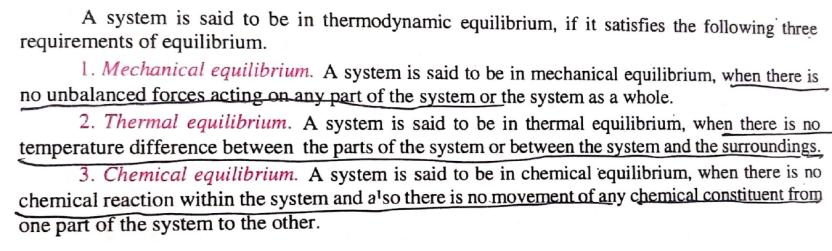 A system is said to be in thermodynamic equilibrium, if it satisfies the following three
requirements of equilibrium.
1. Mechanical equilibrium. A system is said to be in mechanical equilibrium, when there is
no unbalanced forces acting on any part of the system or the system as a whole.
2. Thermal equilibrium. A system is said to be in thermal equilibrium, when there is no
temperature difference between the parts of the system or between the system and the surroundings.
3. Chemical equilibrium. A system is said to be in chemical equilibrium, when there is no
chemical reaction within the system and also there is no movement of any chemical constituent from
one part of the system to the other.